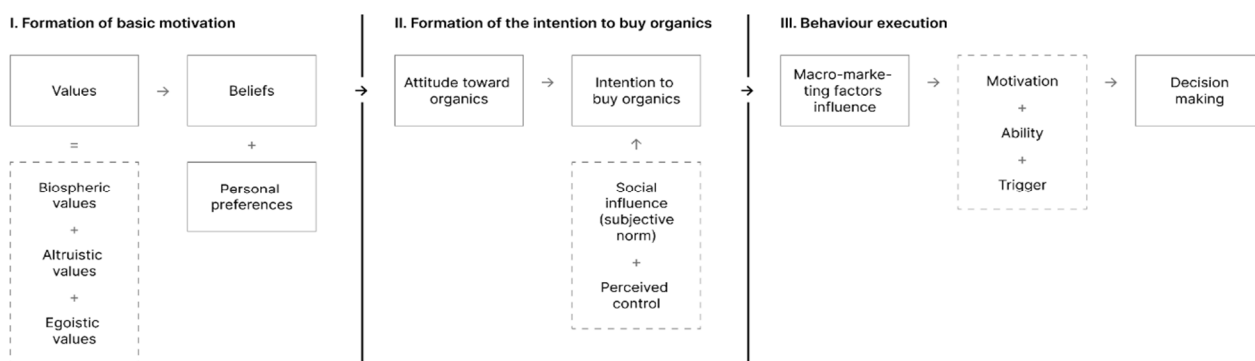 I. Formation of basic motivation
Values
→
Beliefs
=
+
Biospheric
values
+
Altruistic
values
+
Egoistic
values
Personal
preferences
→
II. Formation of the intention to buy organics
Attitude toward
organics
→
Intention to
buy organics
↑
Social
influence
(subjective
norm)
+
Perceived
control
→
III. Behaviour execution
Macro-marke-
ting factors
influence
→
Motivation
+
Ability
+
Trigger
→
Decision
making